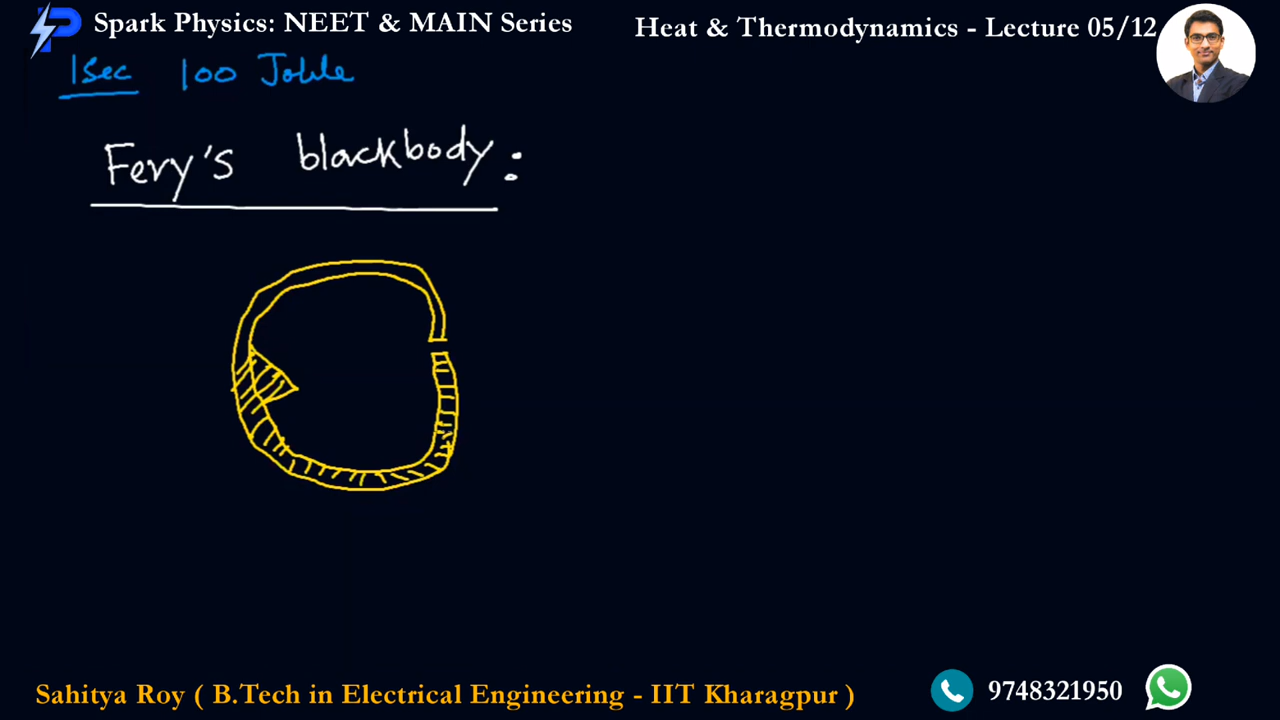 Spark Physics: NEET & MAIN Series
Heat & Thermodynamics - Lecture 05/12
1Sec 100 Joule
Fery's blackbody:
Sahitya Roy ( B.Tech in Electrical Engineering - IIT Kharagpur )
9748321950